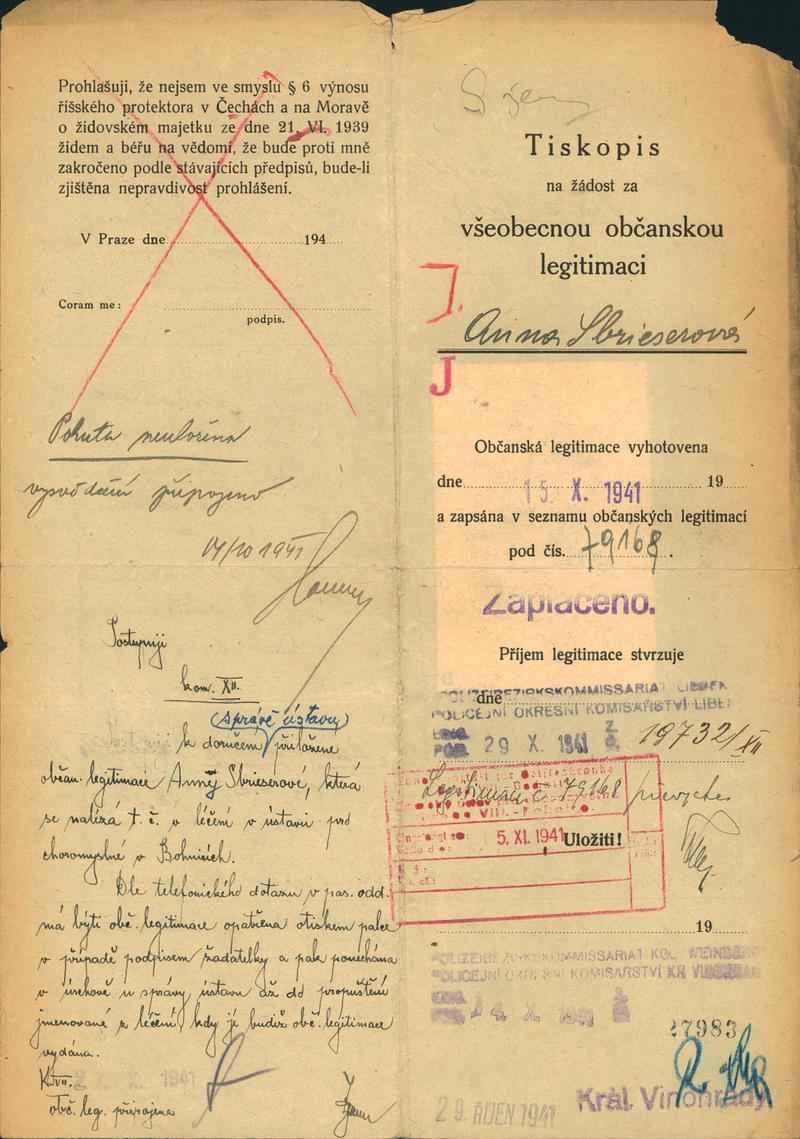 Prohlašuji, že nejsem ve smyslu § 6 výnosu
říšského protektora v Čechách a na Moravě
o židovském majetku ze dne 21. VI. 1939
židem a béřu na vědomí, že bude proti mně
zakročeno podle stávajících předpisů, bude-li
zjištěna nepravdivost prohlášení.
V Praze dne 194
Coram me:
podpis.
Pokuta neuložena
vysvědčení připojeno
14/10 1941
Postupuji
kom. XII.
(správě ústavu)
k doručení přiložené
občan. legitimace Anny Sbrieserové, která
se nalézá t. č. v léčení v ústavu pro
choromyslné v Bohnicích.
Dle telefonického dotazu v pas. odd.
má býti obč. legitimace opatřena otiskem palce
v případě podpisem žadatelky a pak ponechána
v úschově u správy ústavu až do propuštění
jmenované z léčení, kdy jí budiž obč. legitimace
vydána.
K. VII. X. 1941
obč. leg. připojena
Tiskopis
na žádost za
všeobecnou občanskou
legitimaci
J.
Anna Sbrieserová
J
Občanská legitimace vyhotovena
dne 15. X. 1941 19
a zapsána v seznamu občanských legitimací
pod čís. 79168.
Zaplaceno.
Příjem legitimace stvrzuje
dne
POLIZEIBEZIRKSKOMMISSARIAT LIEBEN
POLICEJNÍ OKRESNÍ KOMISAŘSTVÍ LIBEŇ
29 X. 1941 Z 19732/XII
Legitimaci č. 79168 převzal
5. XI. 1941 Uložiti!
19
POLIZEIBEZIRKSKOMMISSARIAT KGL WEINBERGE
POLICEJNÍ OKRESNÍ KOMISAŘSTVÍ KR VINOHRADY
14. X. 1941
27983
Král. Vinohrady
29. ŘÍJEN 1941